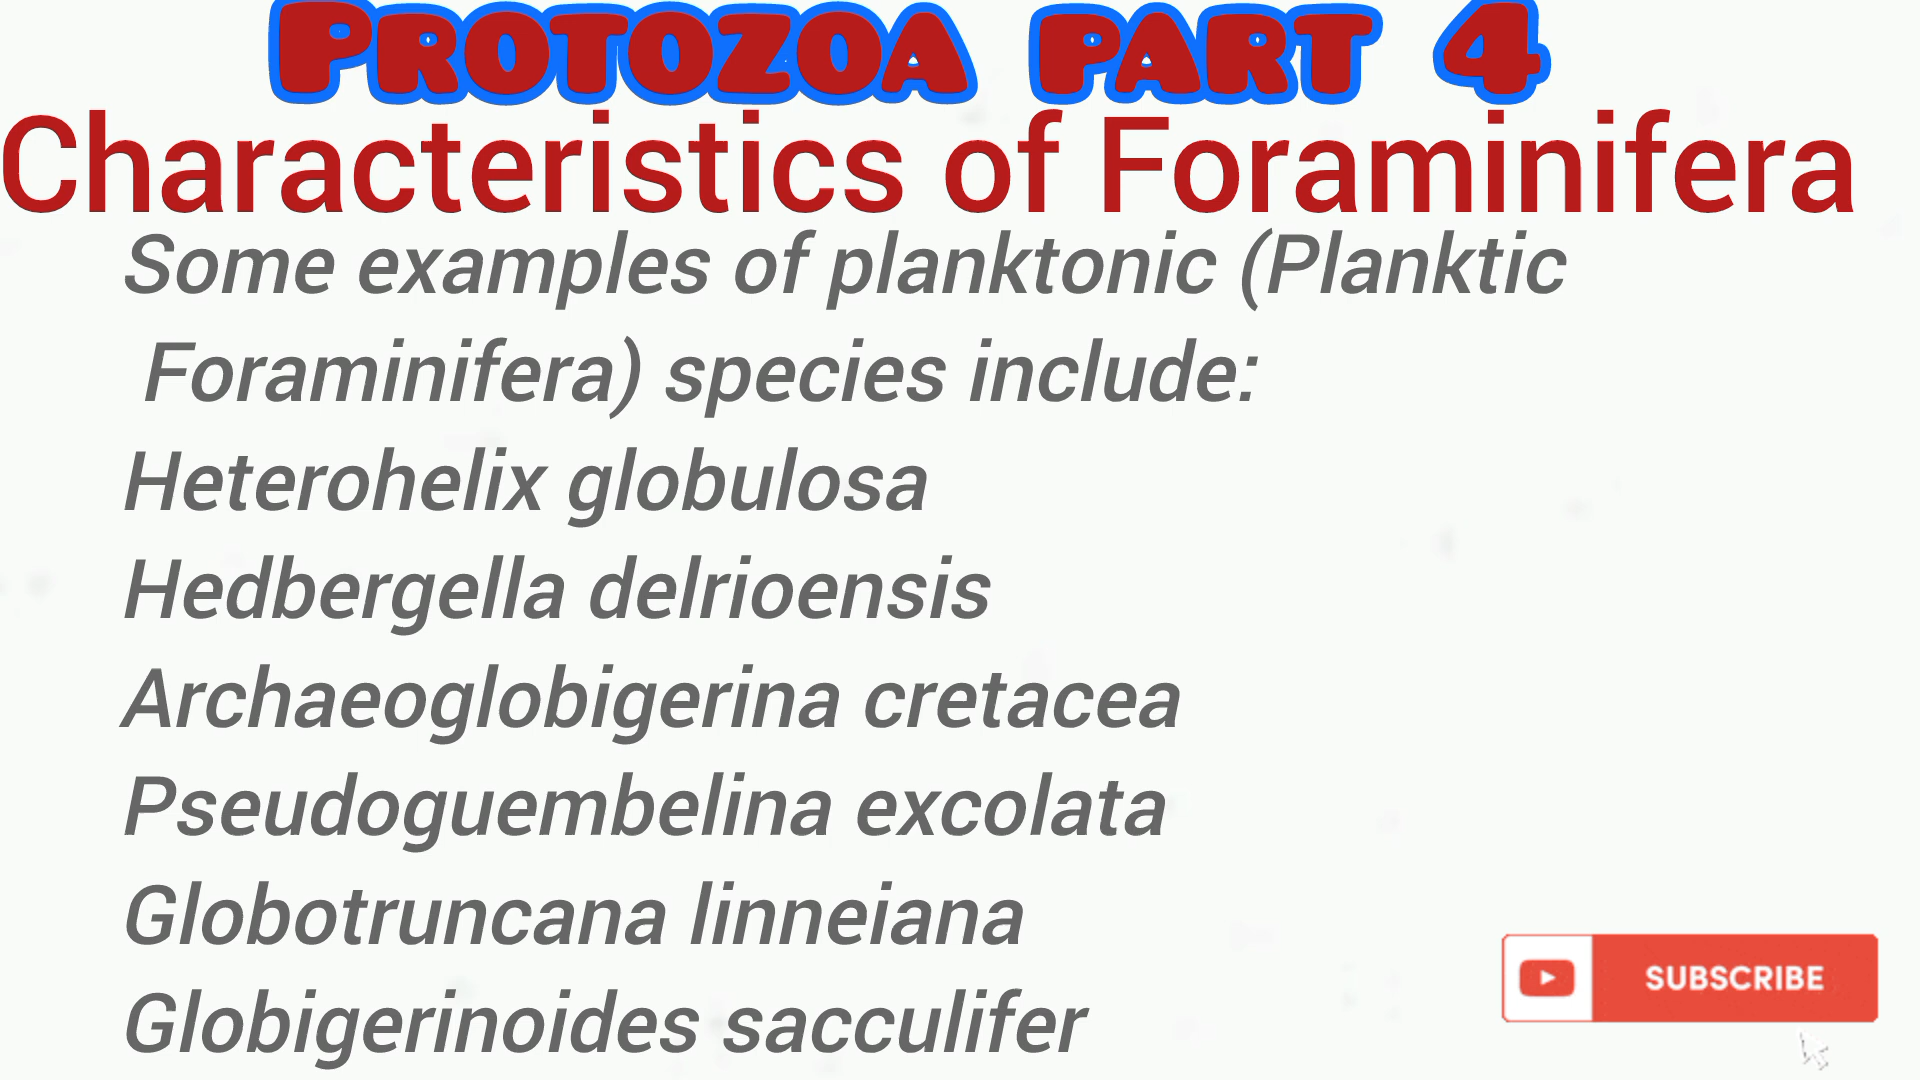 PROTOZOA PART 4
Characteristics of Foraminifera
Some examples of planktonic (Planktic
Foraminifera) species include:
Heterohelix globulosa
Hedbergella delrioensis
Archaeoglobigerina cretacea
Pseudoguembelina excolata
Globotruncana linneiana
Globigerinoides sacculifer
SUBSCRIBE